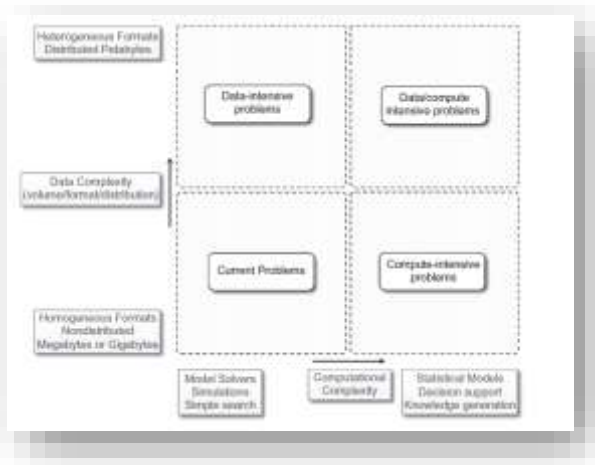 Heterogeneous Formats
Distributed Petabytes
Data-intensive
problems
Data/compute
intensive problems
Data Complexity
(volume/format/distribution)
Current Problems
Compute-intensive
problems
Homogeneous Formats
Nondistributed
Megabytes or Gigabytes
Model Solvers
Simulations
Simple search
Computational
Complexity
Statistical Models
Decision support
Knowledge generation